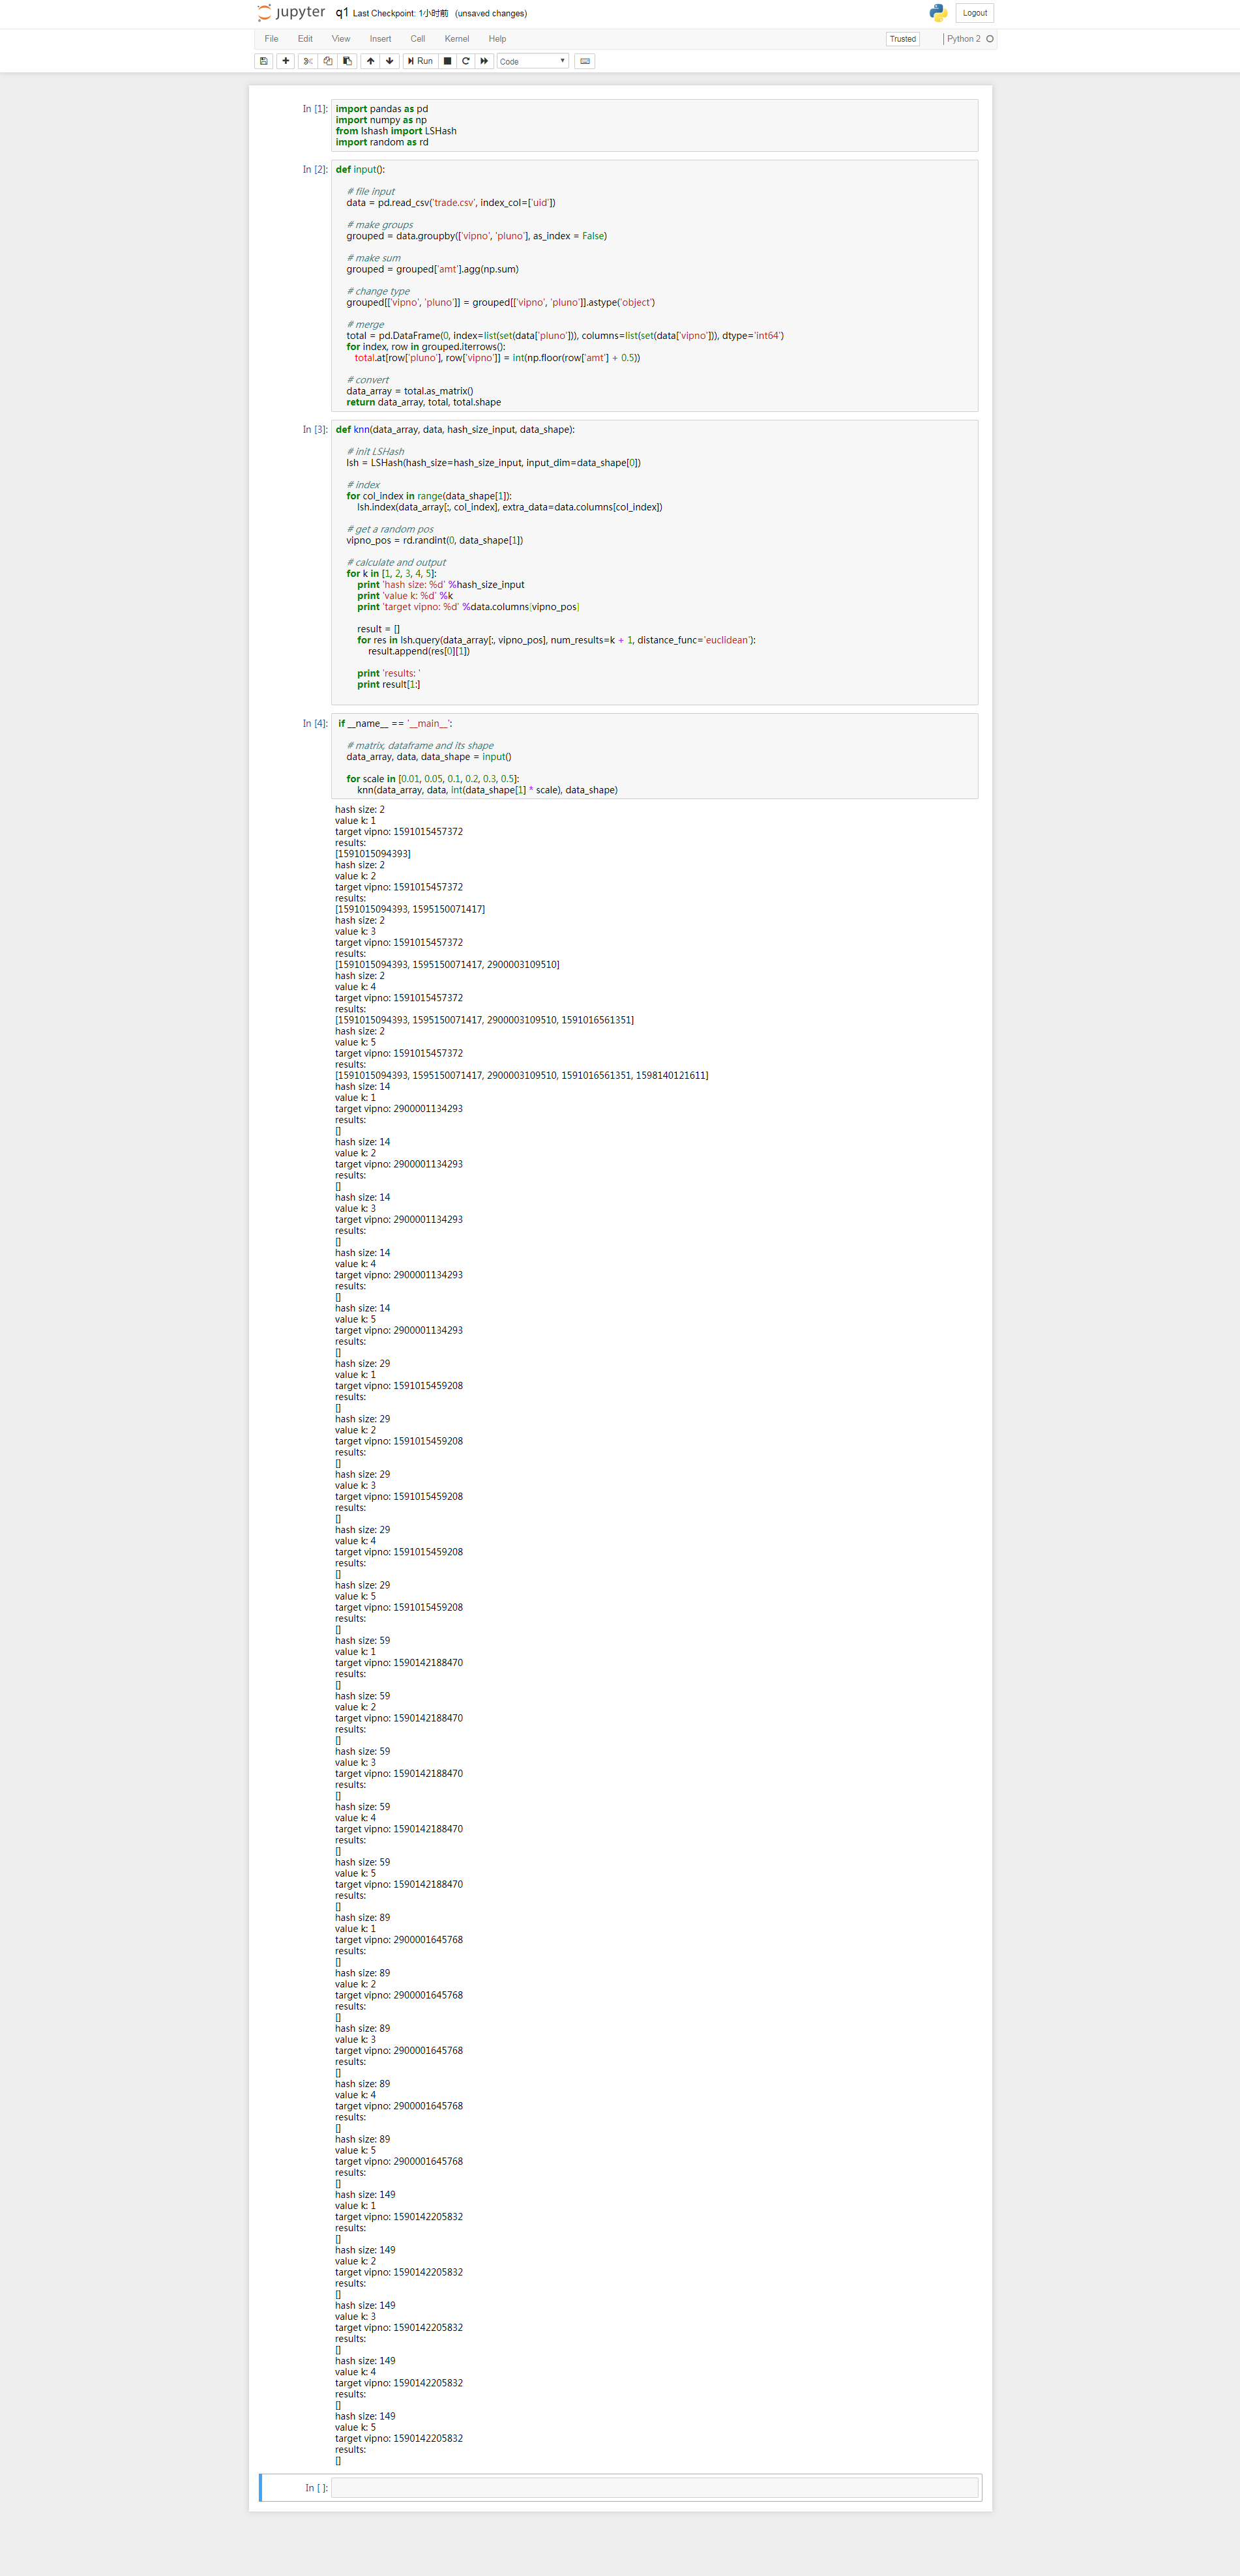 jupyter q1 Last Checkpoint: 1小时前 (unsaved changes) Logout
File Edit View Insert Cell Kernel Help Trusted Python 2
Run Code
In [1]: import pandas as pd
import numpy as np
from lshash import LSHash
import random as rd
In [2]: def input():
# file input
data = pd.read_csv('trade.csv', index_col=['uid'])
# make groups
grouped = data.groupby(['vipno', 'pluno'], as_index = False)
# make sum
grouped = grouped['amt'].agg(np.sum)
# change type
grouped[['vipno', 'pluno']] = grouped[['vipno', 'pluno']].astype('object')
# merge
total = pd.DataFrame(0, index=list(set(data['pluno'])), columns=list(set(data['vipno'])), dtype='int64')
for index, row in grouped.iterrows():
total.at[row['pluno'], row['vipno']] = int(np.floor(row['amt'] + 0.5))
# convert
data_array = total.as_matrix()
return data_array, total, total.shape
In [3]: def knn(data_array, data, hash_size_input, data_shape):
# init LSHash
lsh = LSHash(hash_size=hash_size_input, input_dim=data_shape[0])
# index
for col_index in range(data_shape[1]):
lsh.index(data_array[:, col_index], extra_data=data.columns[col_index])
# get a random pos
vipno_pos = rd.randint(0, data_shape[1])
# calculate and output
for k in [1, 2, 3, 4, 5]:
print 'hash size: %d' %hash_size_input
print 'value k: %d' %k
print 'target vipno: %d' %data.columns[vipno_pos]
result = []
for res in lsh.query(data_array[:, vipno_pos], num_results=k + 1, distance_func='euclidean'):
result.append(res[0][1])
print 'results: '
print result[1:]
In [4]: if __name__ == '__main__':
# matrix, dataframe and its shape
data_array, data, data_shape = input()
for scale in [0.01, 0.05, 0.1, 0.2, 0.3, 0.5]:
knn(data_array, data, int(data_shape[1] * scale), data_shape)
hash size: 2
value k: 1
target vipno: 1591015457372
results:
[1591015094393]
hash size: 2
value k: 2
target vipno: 1591015457372
results:
[1591015094393, 1595150071417]
hash size: 2
value k: 3
target vipno: 1591015457372
results:
[1591015094393, 1595150071417, 2900003109510]
hash size: 2
value k: 4
target vipno: 1591015457372
results:
[1591015094393, 1595150071417, 2900003109510, 1591016561351]
hash size: 2
value k: 5
target vipno: 1591015457372
results:
[1591015094393, 1595150071417, 2900003109510, 1591016561351, 1598140121611]
hash size: 14
value k: 1
target vipno: 2900001134293
results:
[]
hash size: 14
value k: 2
target vipno: 2900001134293
results:
[]
hash size: 14
value k: 3
target vipno: 2900001134293
results:
[]
hash size: 14
value k: 4
target vipno: 2900001134293
results:
[]
hash size: 14
value k: 5
target vipno: 2900001134293
results:
[]
hash size: 29
value k: 1
target vipno: 1591015459208
results:
[]
hash size: 29
value k: 2
target vipno: 1591015459208
results:
[]
hash size: 29
value k: 3
target vipno: 1591015459208
results:
[]
hash size: 29
value k: 4
target vipno: 1591015459208
results:
[]
hash size: 29
value k: 5
target vipno: 1591015459208
results:
[]
hash size: 59
value k: 1
target vipno: 1590142188470
results:
[]
hash size: 59
value k: 2
target vipno: 1590142188470
results:
[]
hash size: 59
value k: 3
target vipno: 1590142188470
results:
[]
hash size: 59
value k: 4
target vipno: 1590142188470
results:
[]
hash size: 59
value k: 5
target vipno: 1590142188470
results:
[]
hash size: 89
value k: 1
target vipno: 2900001645768
results:
[]
hash size: 89
value k: 2
target vipno: 2900001645768
results:
[]
hash size: 89
value k: 3
target vipno: 2900001645768
results:
[]
hash size: 89
value k: 4
target vipno: 2900001645768
results:
[]
hash size: 89
value k: 5
target vipno: 2900001645768
results:
[]
hash size: 149
value k: 1
target vipno: 1590142205832
results:
[]
hash size: 149
value k: 2
target vipno: 1590142205832
results:
[]
hash size: 149
value k: 3
target vipno: 1590142205832
results:
[]
hash size: 149
value k: 4
target vipno: 1590142205832
results:
[]
hash size: 149
value k: 5
target vipno: 1590142205832
results:
[]
In [ ]: